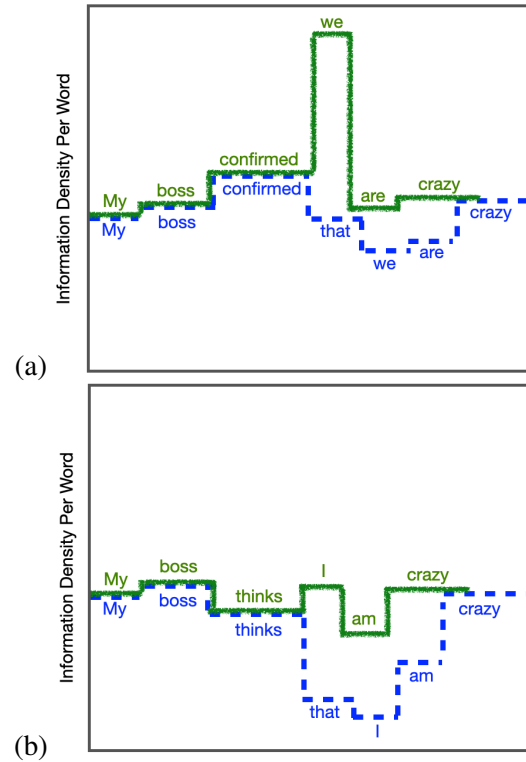 we
confirmed
boss
crazy
My
are
confirmed
My
boss
that
we
are
crazy
Information Density Per Word
(a)
My
boss
thinks
I
am
crazy
My
boss
thinks
that
I
am
crazy
Information Density Per Word
(b)